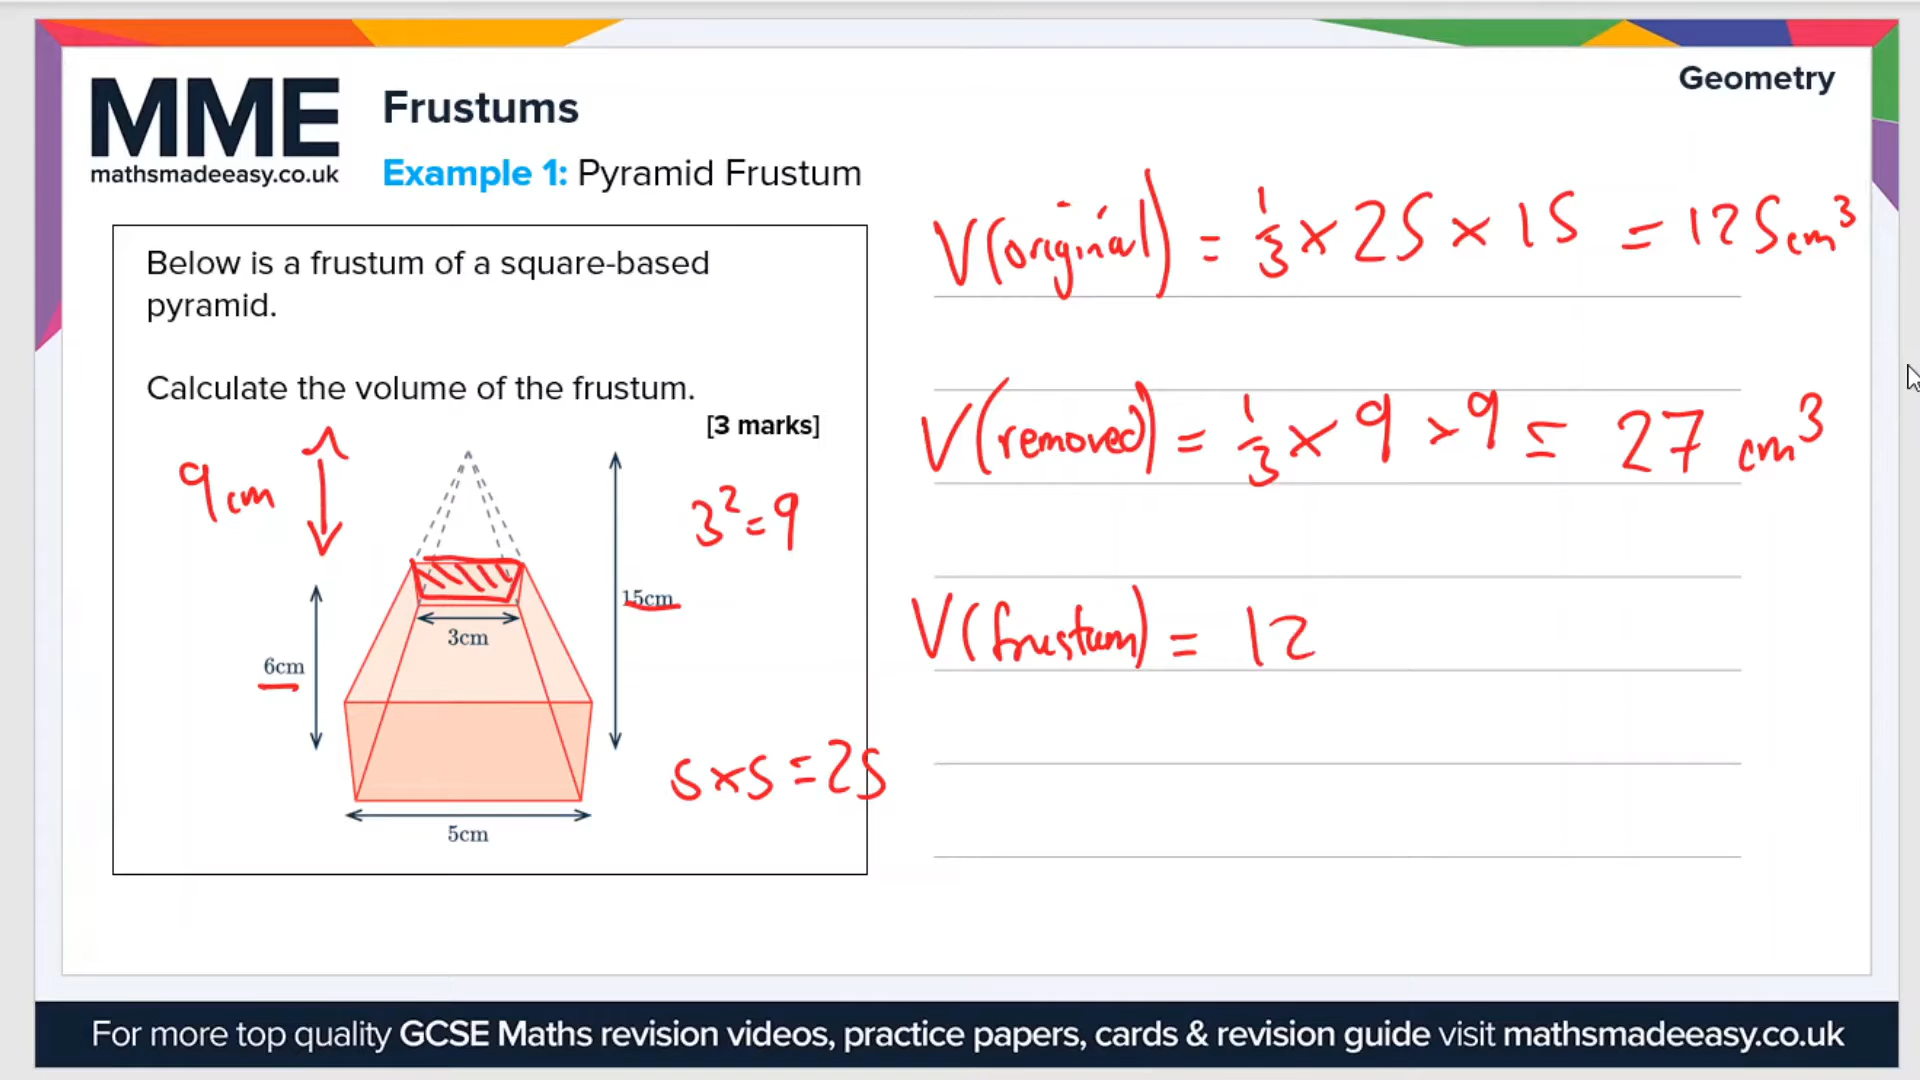 MME
mathsmadeeasy.co.uk
Frustums
Example 1: Pyramid Frustum
Geometry
Below is a frustum of a square-based
pyramid.
Calculate the volume of the frustum.
[3 marks]
9cm
3² = 9
15cm
3cm
6cm
5 × 5 = 25
5cm
V(original) = 1/3 × 25 × 15 = 125cm³
V(removed) = 1/3 × 9 × 9 = 27 cm³
V(frustum) = 12
For more top quality GCSE Maths revision videos, practice papers, cards & revision guide visit mathsmadeeasy.co.uk